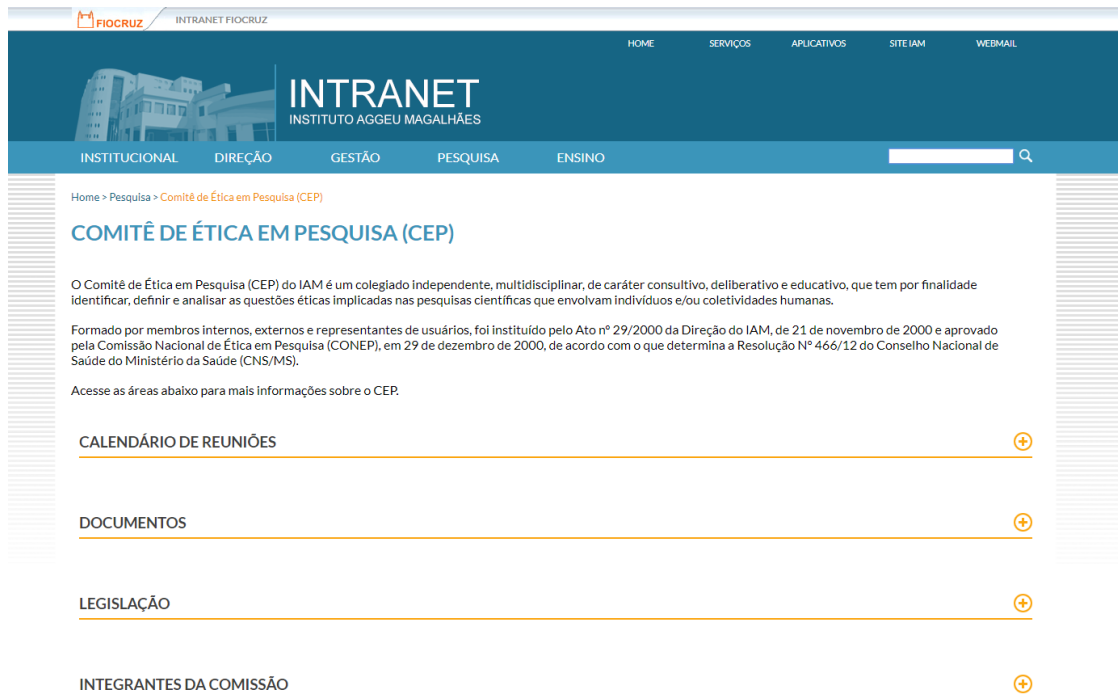 FIOCRUZ INTRANET FIOCRUZ
HOME SERVIÇOS APLICATIVOS SITE IAM WEBMAIL
INTRANET
INSTITUTO AGGEU MAGALHÃES
INSTITUCIONAL DIREÇÃO GESTÃO PESQUISA ENSINO
Home > Pesquisa > Comitê de Ética em Pesquisa (CEP)
COMITÊ DE ÉTICA EM PESQUISA (CEP)
O Comitê de Ética em Pesquisa (CEP) do IAM é um colegiado independente, multidisciplinar, de caráter consultivo, deliberativo e educativo, que tem por finalidade
identificar, definir e analisar as questões éticas implicadas nas pesquisas científicas que envolvam indivíduos e/ou coletividades humanas.
Formado por membros internos, externos e representantes de usuários, foi instituído pelo Ato nº 29/2000 da Direção do IAM, de 21 de novembro de 2000 e aprovado
pela Comissão Nacional de Ética em Pesquisa (CONEP), em 29 de dezembro de 2000, de acordo com o que determina a Resolução Nº 466/12 do Conselho Nacional de
Saúde do Ministério da Saúde (CNS/MS).
Acesse as áreas abaixo para mais informações sobre o CEP.
CALENDÁRIO DE REUNIÕES
DOCUMENTOS
LEGISLAÇÃO
INTEGRANTES DA COMISSÃO